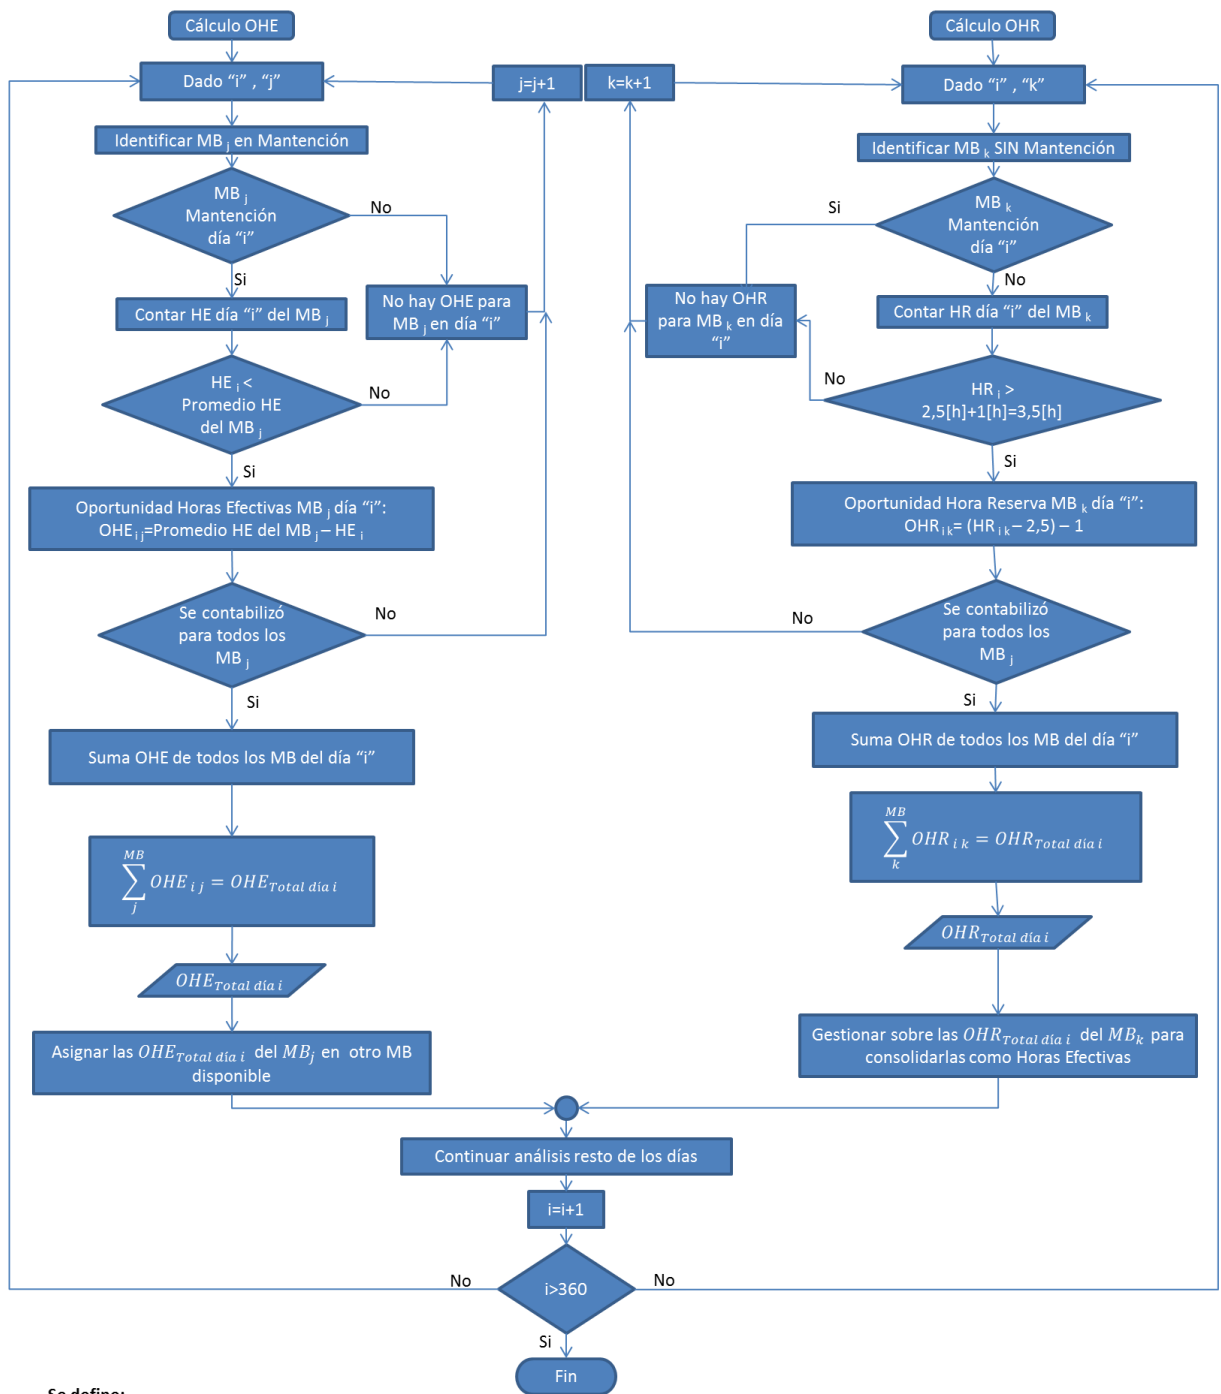 Cálculo OHE
Dado “i” , “j”
Identificar MB j en Mantención
MB j
Mantención
día “i”
No
Si
Contar HE día “i” del MB j
No hay OHE para
MB j en día “i”
HE i <
Promedio HE
del MB j
No
Si
Oportunidad Horas Efectivas MB j día “i”:
OHE i j=Promedio HE del MB j – HE i
Se contabilizó
para todos los
MB j
No
Si
Suma OHE de todos los MB del día “i”
MB
∑ OHE i j = OHE Total día i
j
OHE Total día i
Asignar las OHE Total día i del MB j en otro MB
disponible
j=j+1
k=k+1
Cálculo OHR
Dado “i” , “k”
Identificar MB k SIN Mantención
MB k
Mantención
día “i”
Si
No
No hay OHR
para MB k en día
“i”
Contar HR día “i” del MB k
No
HR i >
2,5[h]+1[h]=3,5[h]
Si
Oportunidad Hora Reserva MB k día “i”:
OHR i k= (HR i k – 2,5) – 1
Se contabilizó
para todos los
MB j
No
Si
Suma OHR de todos los MB del día “i”
MB
∑ OHR i k = OHR Total día i
k
OHR Total día i
Gestionar sobre las OHR Total día i del MB k para
consolidarlas como Horas Efectivas
Continuar análisis resto de los días
i=i+1
i>360
No
No
Si
Fin
Se define: